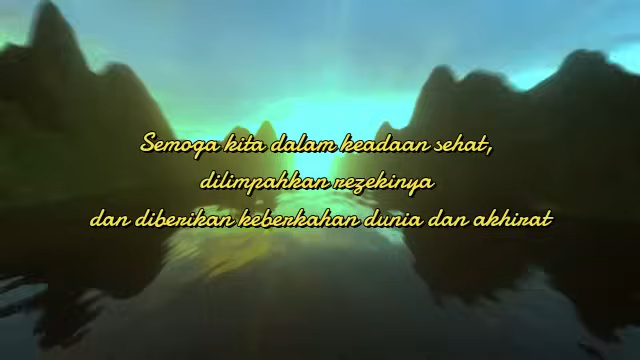 Semoga kita dalam keadaan sehat,
dilimpahkan rezekinya
dan diberikan keberkahan dunia dan akhirat